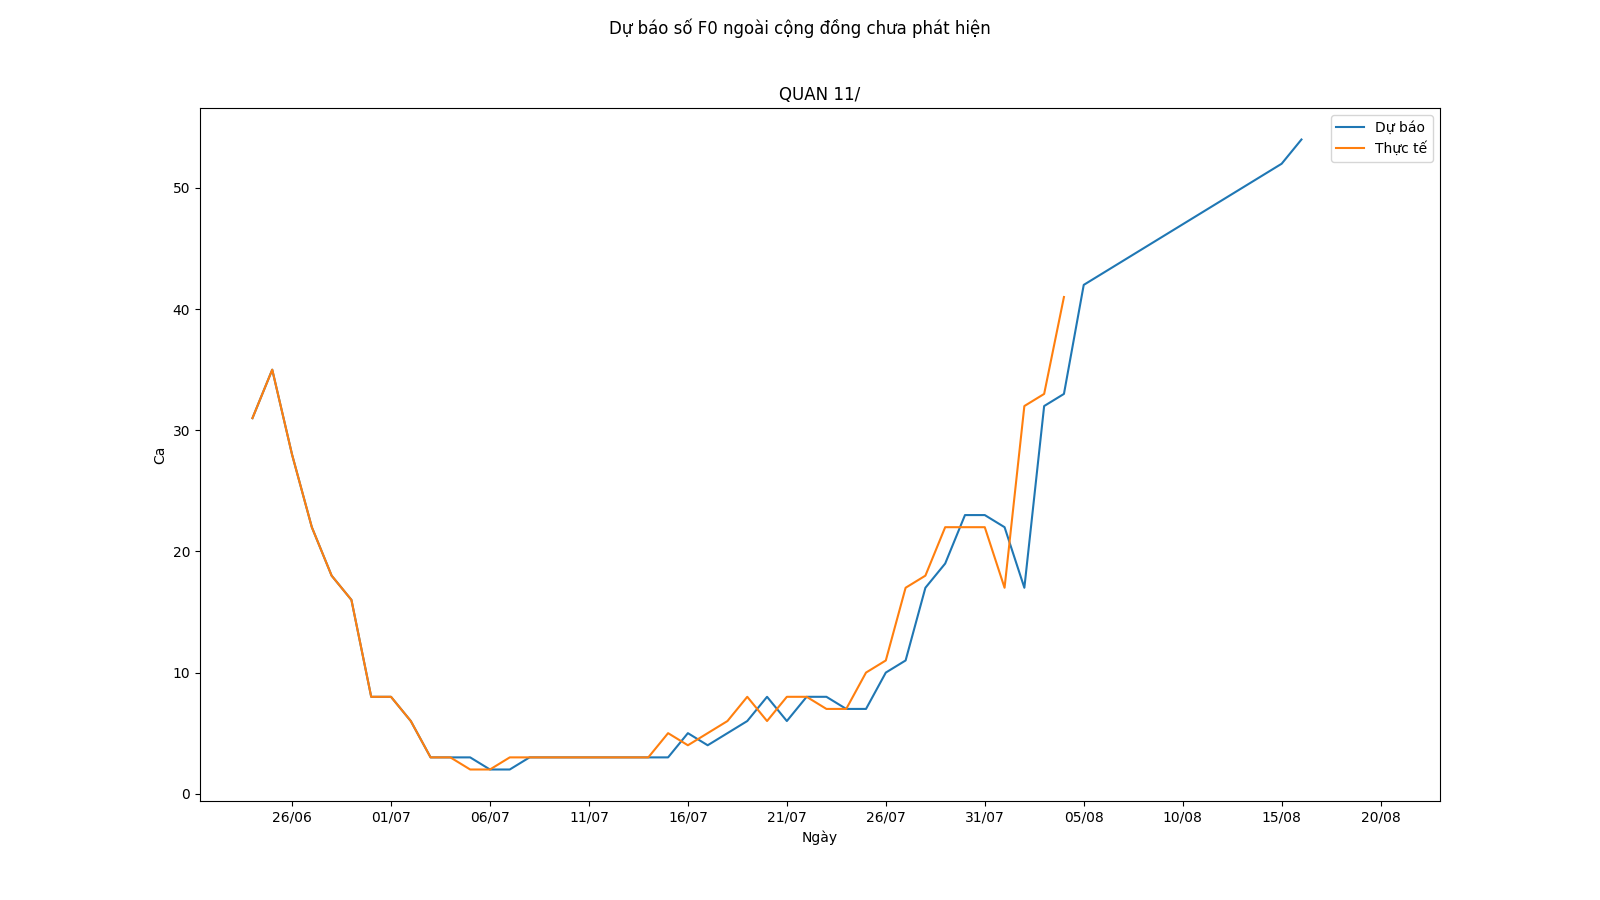 Dự báo số F0 ngoài cộng đồng chưa phát hiện
QUAN 11/
Dự báo
Thực tế
50
40
30
20
10
0
Ca
26/06 01/07 06/07 11/07 16/07 21/07 26/07 31/07 05/08 10/08 15/08 20/08
Ngày